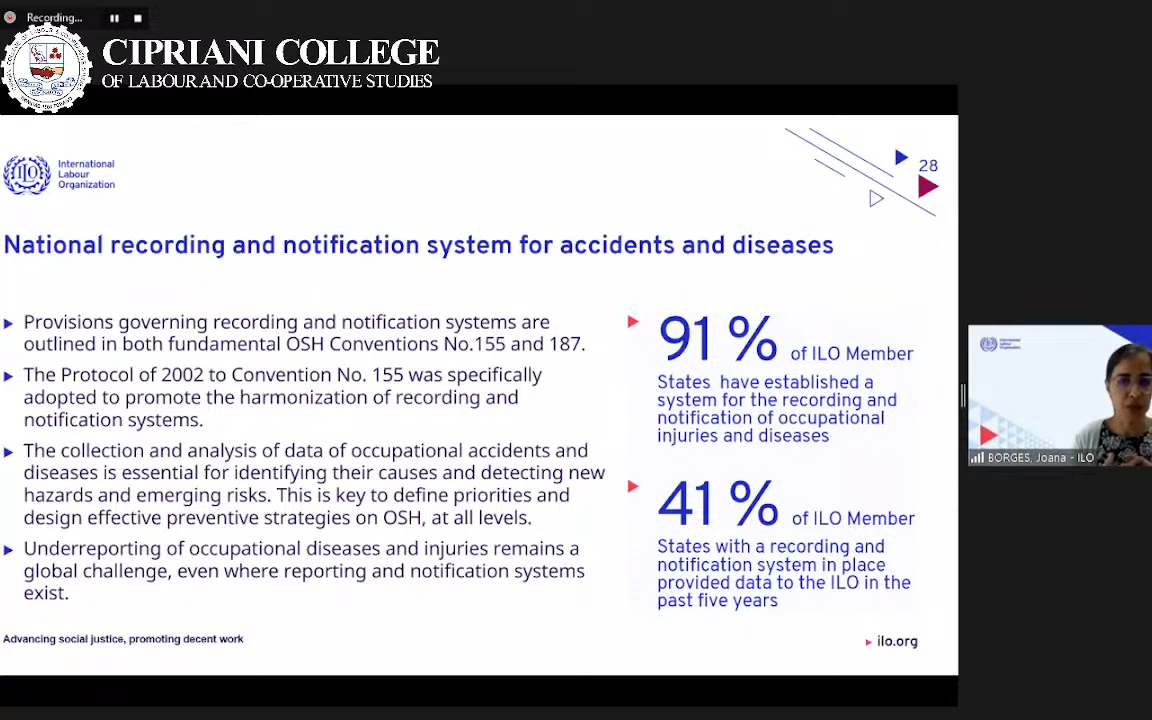 Recording...
CIPRIANI COLLEGE
OF LABOUR AND CO-OPERATIVE STUDIES
International
Labour
Organization
28
National recording and notification system for accidents and diseases
Provisions governing recording and notification systems are
outlined in both fundamental OSH Conventions No.155 and 187.
The Protocol of 2002 to Convention No. 155 was specifically
adopted to promote the harmonization of recording and
notification systems.
The collection and analysis of data of occupational accidents and
diseases is essential for identifying their causes and detecting new
hazards and emerging risks. This is key to define priorities and
design effective preventive strategies on OSH, at all levels.
Underreporting of occupational diseases and injuries remains a
global challenge, even where reporting and notification systems
exist.
91 % of ILO Member
States have established a
system for the recording and
notification of occupational
injuries and diseases
41 % of ILO Member
States with a recording and
notification system in place
provided data to the ILO in the
past five years
Advancing social justice, promoting decent work
ilo.org
BORGES, Joana - ILO